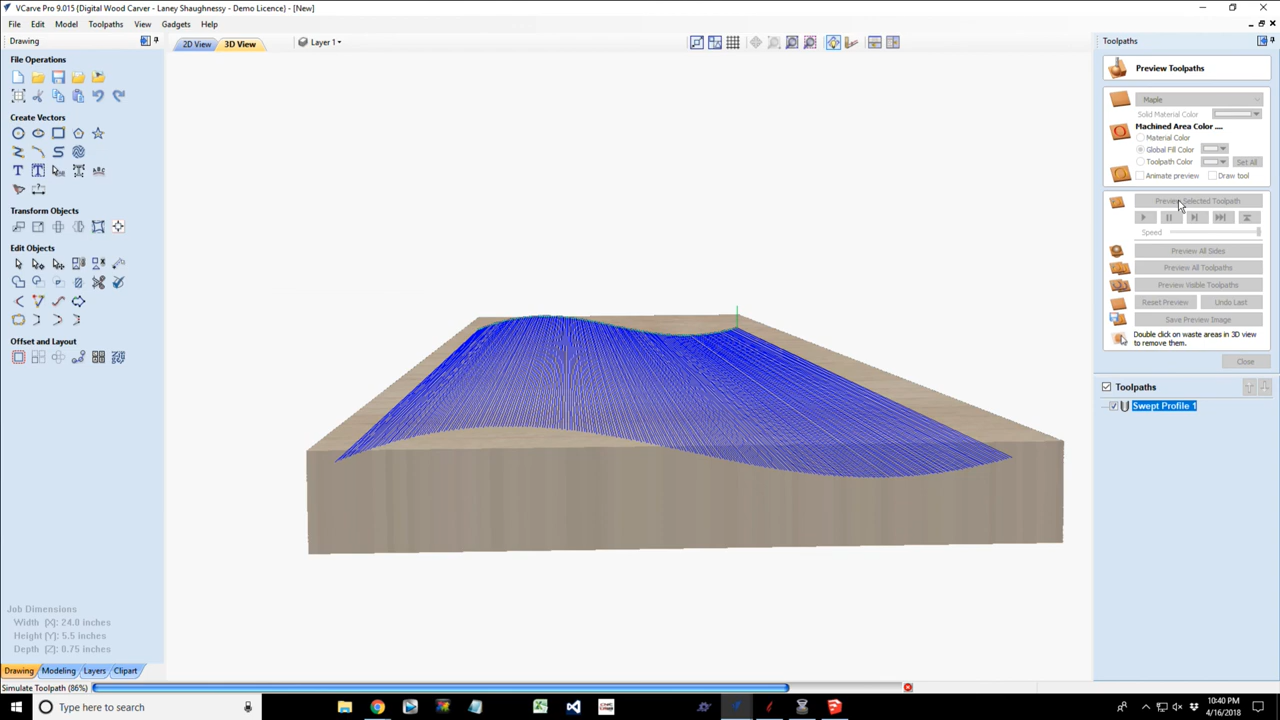 VCarve Pro 9.015 {Digital Wood Carver - Laney Shaughnessy - Demo Licence} - [New]
File Edit Model Toolpaths View Gadgets Help
Drawing
2D View 3D View Layer 1
Toolpaths
File Operations
Create Vectors
Transform Objects
Edit Objects
Offset and Layout
Job Dimensions
Width (X): 24.0 inches
Height (Y): 5.5 inches
Depth (Z): 0.75 inches
Drawing Modeling Layers Clipart
Preview Toolpaths
Maple
Solid Material Color
Machined Area Color ....
Material Color
Global Fill Color
Toolpath Color Set All
Animate preview Draw tool
Preview Selected Toolpath
Speed
Preview All Sides
Preview All Toolpaths
Preview Visible Toolpaths
Reset Preview Undo Last
Save Preview Image
Double click on waste areas in 3D view
to remove them.
Close
Toolpaths
Swept Profile 1
Simulate Toolpath (86%)
Type here to search
10:40 PM
4/16/2018